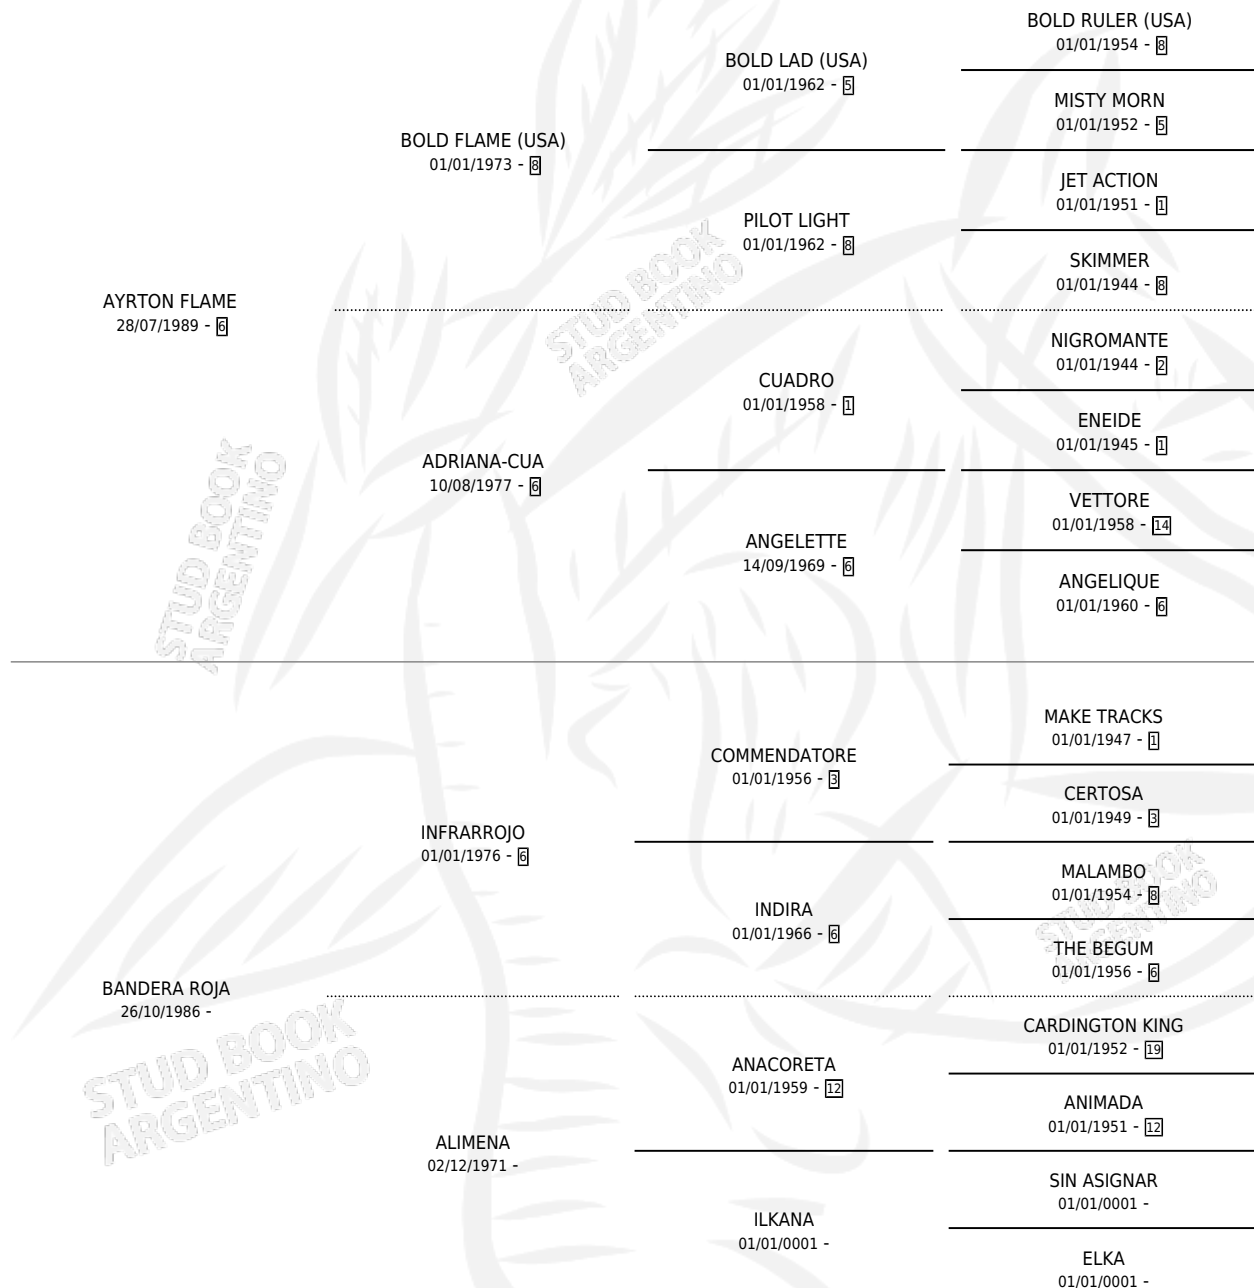 BOLD RULER (USA)
01/01/1954 - 8
BOLD LAD (USA)
01/01/1962 - 5
MISTY MORN
01/01/1952 - 5
BOLD FLAME (USA)
01/01/1973 - 8
JET ACTION
01/01/1951 - 1
PILOT LIGHT
01/01/1962 - 8
SKIMMER
01/01/1944 - 8
AYRTON FLAME
28/07/1989 - 6
STUD BOOK
ARGENTINO
NIGROMANTE
01/01/1944 - 2
CUADRO
01/01/1958 - 1
ENEIDE
01/01/1945 - 1
ADRIANA-CUA
10/08/1977 - 6
VETTORE
01/01/1958 - 14
ANGELETTE
14/09/1969 - 6
ANGELIQUE
01/01/1960 - 6
STUD BOOK
ARGENTINO
MAKE TRACKS
01/01/1947 - 1
COMMENDATORE
01/01/1956 - 3
CERTOSA
01/01/1949 - 3
INFRARROJO
01/01/1976 - 6
MALAMBO
01/01/1954 - 8
INDIRA
01/01/1966 - 6
STUD BOOK
ARGENTINO
THE BEGUM
01/01/1956 - 6
BANDERA ROJA
26/10/1986 -
CARDINGTON KING
01/01/1952 - 19
STUD BOOK
ARGENTINO
ANACORETA
01/01/1959 - 12
ANIMADA
01/01/1951 - 12
ALIMENA
02/12/1971 -
SIN ASIGNAR
01/01/0001 -
ILKANA
01/01/0001 -
ELKA
01/01/0001 -